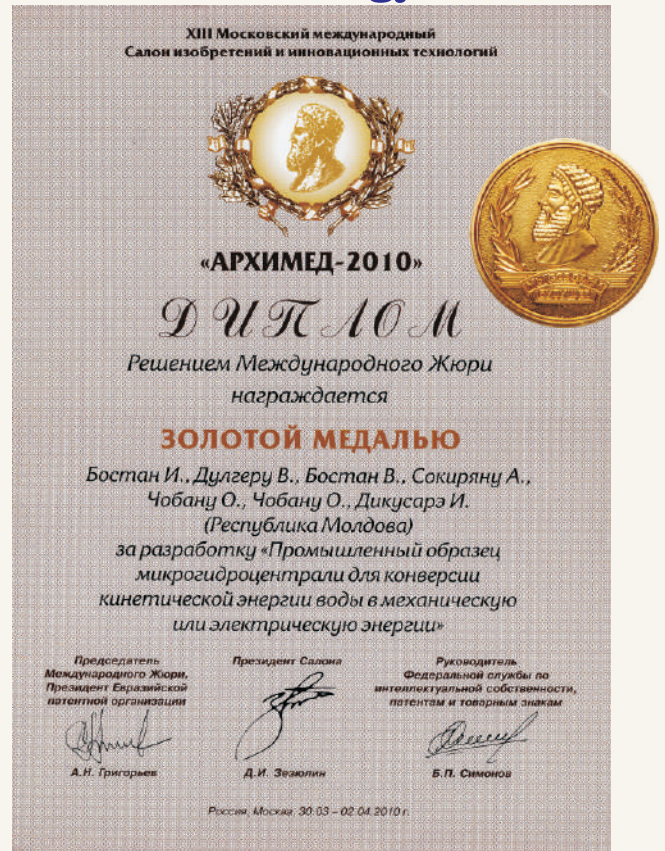 XIII Московский международный
Салон изобретений и инновационных технологий
«АРХИМЕД-2010»
ДИПЛОМ
Решением Международного Жюри
награждается
ЗОЛОТОЙ МЕДАЛЬЮ
Бостан И., Дулгеру В., Бостан В., Сокиряну А.,
Чобану О., Чобану О., Дикусарэ И.
(Республика Молдова)
за разработку «Промышленный образец
микрогидроцентрали для конверсии
кинетической энергии воды в механическую
или электрическую энергии»
Председатель
Международного Жюри,
Президент Евразийской
патентной организации
А.Н. Григорьев
Президент Салона
Д.И. Зезюлин
Руководитель
Федеральной службы по
интеллектуальной собственности,
патентам и товарным знакам
Б.П. Симонов
Россия, Москва, 30.03 – 02.04.2010 г.